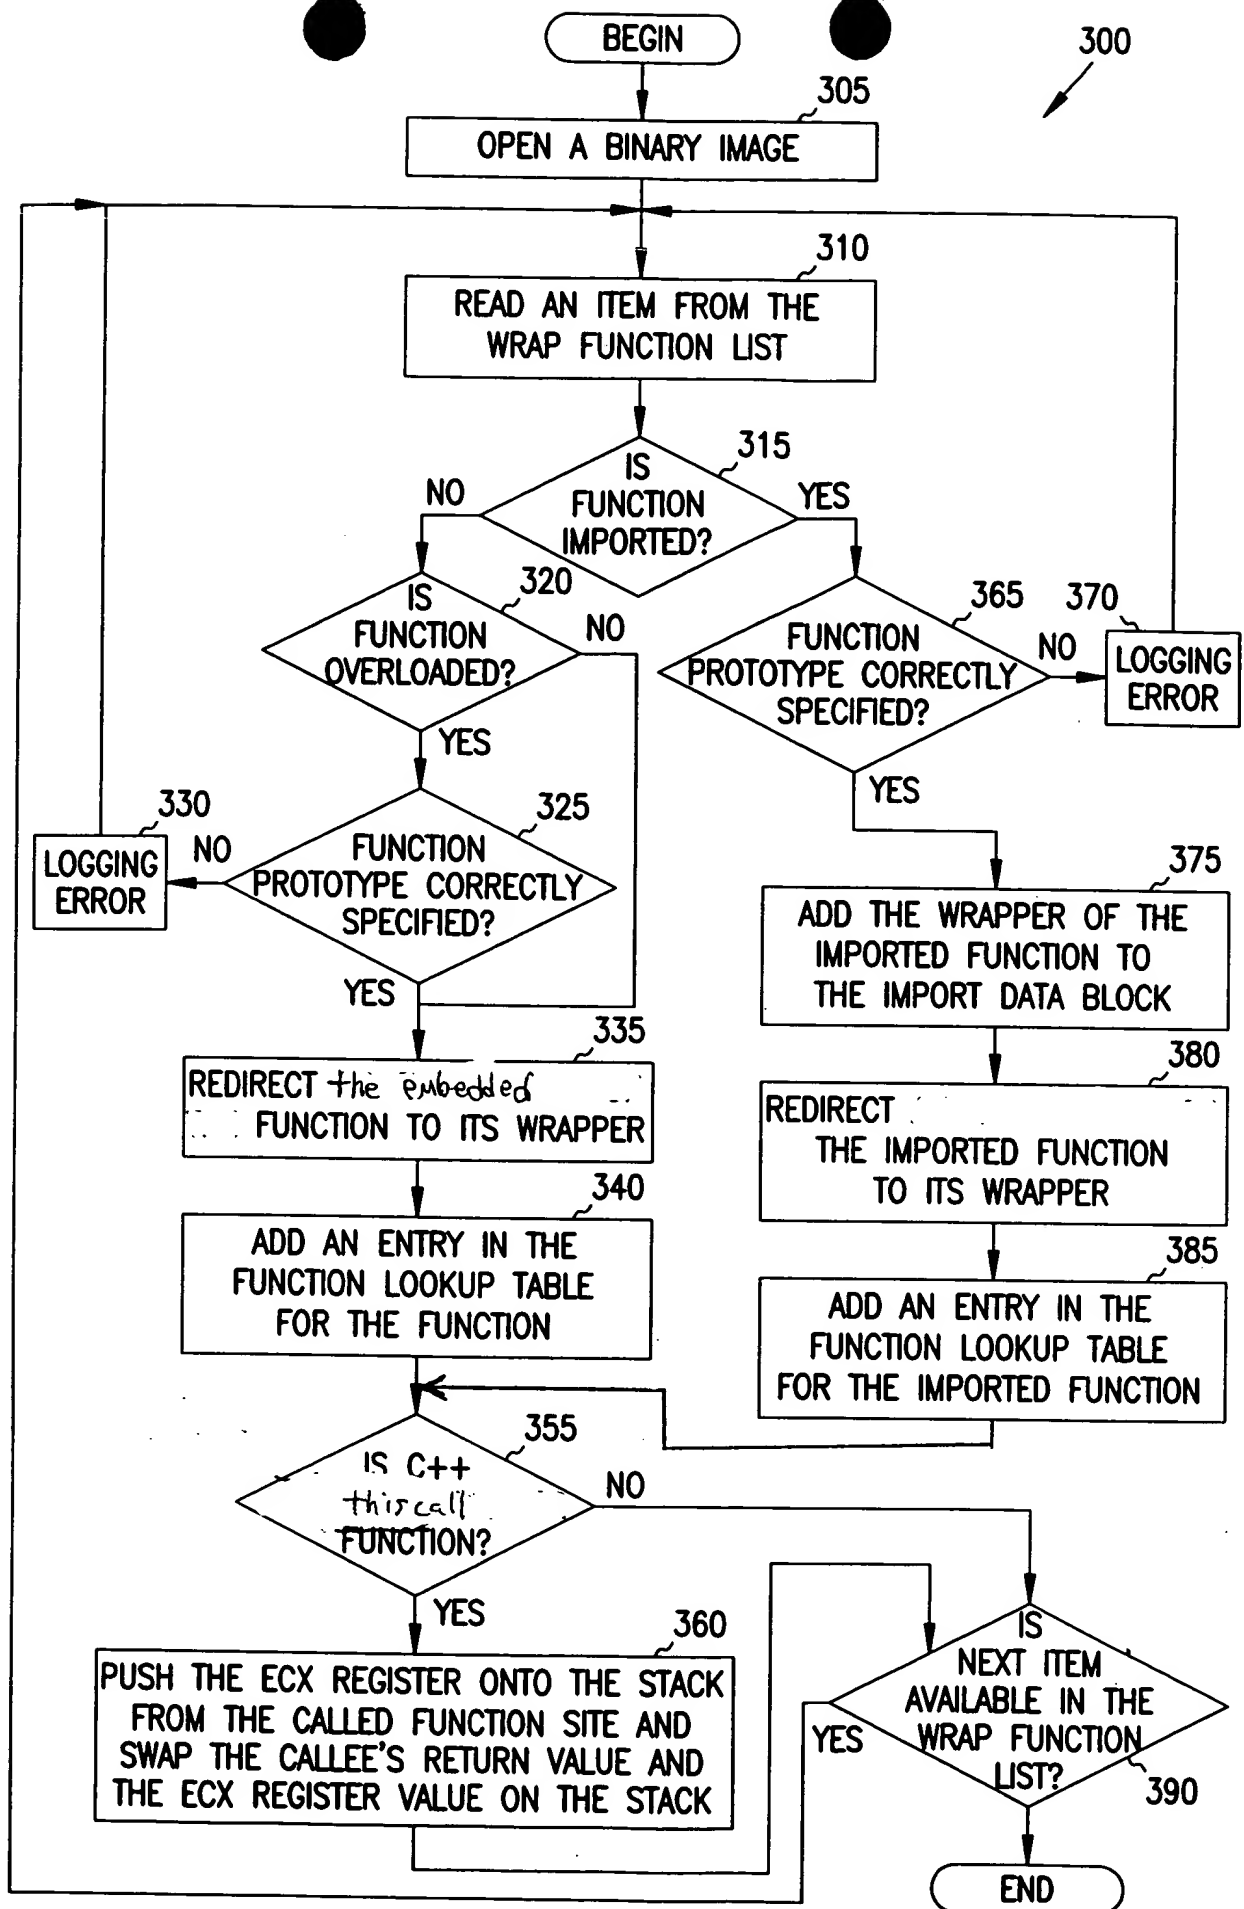 BEGIN
300
305
OPEN A BINARY IMAGE
310
READ AN ITEM FROM THE
WRAP FUNCTION LIST
315
IS
FUNCTION
IMPORTED?
NO
YES
320
IS
FUNCTION
OVERLOADED?
NO
YES
365
FUNCTION
PROTOTYPE CORRECTLY
SPECIFIED?
NO
YES
370
LOGGING
ERROR
325
FUNCTION
PROTOTYPE CORRECTLY
SPECIFIED?
NO
YES
330
LOGGING
ERROR
375
ADD THE WRAPPER OF THE
IMPORTED FUNCTION TO
THE IMPORT DATA BLOCK
335
REDIRECT the embedded
FUNCTION TO ITS WRAPPER
380
REDIRECT
THE IMPORTED FUNCTION
TO ITS WRAPPER
340
ADD AN ENTRY IN THE
FUNCTION LOOKUP TABLE
FOR THE FUNCTION
385
ADD AN ENTRY IN THE
FUNCTION LOOKUP TABLE
FOR THE IMPORTED FUNCTION
355
IS C++
thiscall
FUNCTION?
NO
YES
360
PUSH THE ECX REGISTER ONTO THE STACK
FROM THE CALLED FUNCTION SITE AND
SWAP THE CALLEE'S RETURN VALUE AND
THE ECX REGISTER VALUE ON THE STACK
IS
NEXT ITEM
AVAILABLE IN THE
WRAP FUNCTION
LIST?
YES
390
END